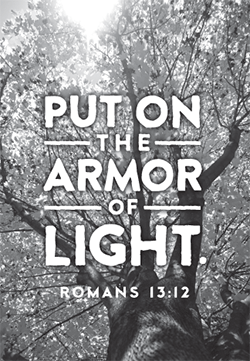 PUT ON
THE
ARMOR
OF
LIGHT.
ROMANS 13:12